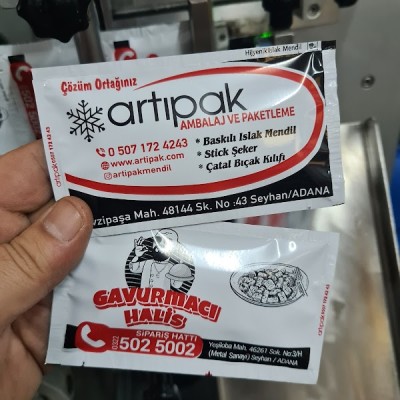 Hijyenik Islak Mendil
Çözüm Ortağınız
artıpak
AMBALAJ VE PAKETLEME
0 507 172 4243
www.artipak.com
artipakmendil
* Baskılı Islak Mendil
* Stick Şeker
* Çatal Bıçak Kılıfı
vzipaşa Mah. 48144 Sk. No :43 Seyhan/ADANA
GAVURMACI
HALİS
SİPARİŞ HATTI
(0322) 502 5002
Yeşiloba Mah. 46261 Sok. No:3/H
(Metal Sanayi) Seyhan / ADANA